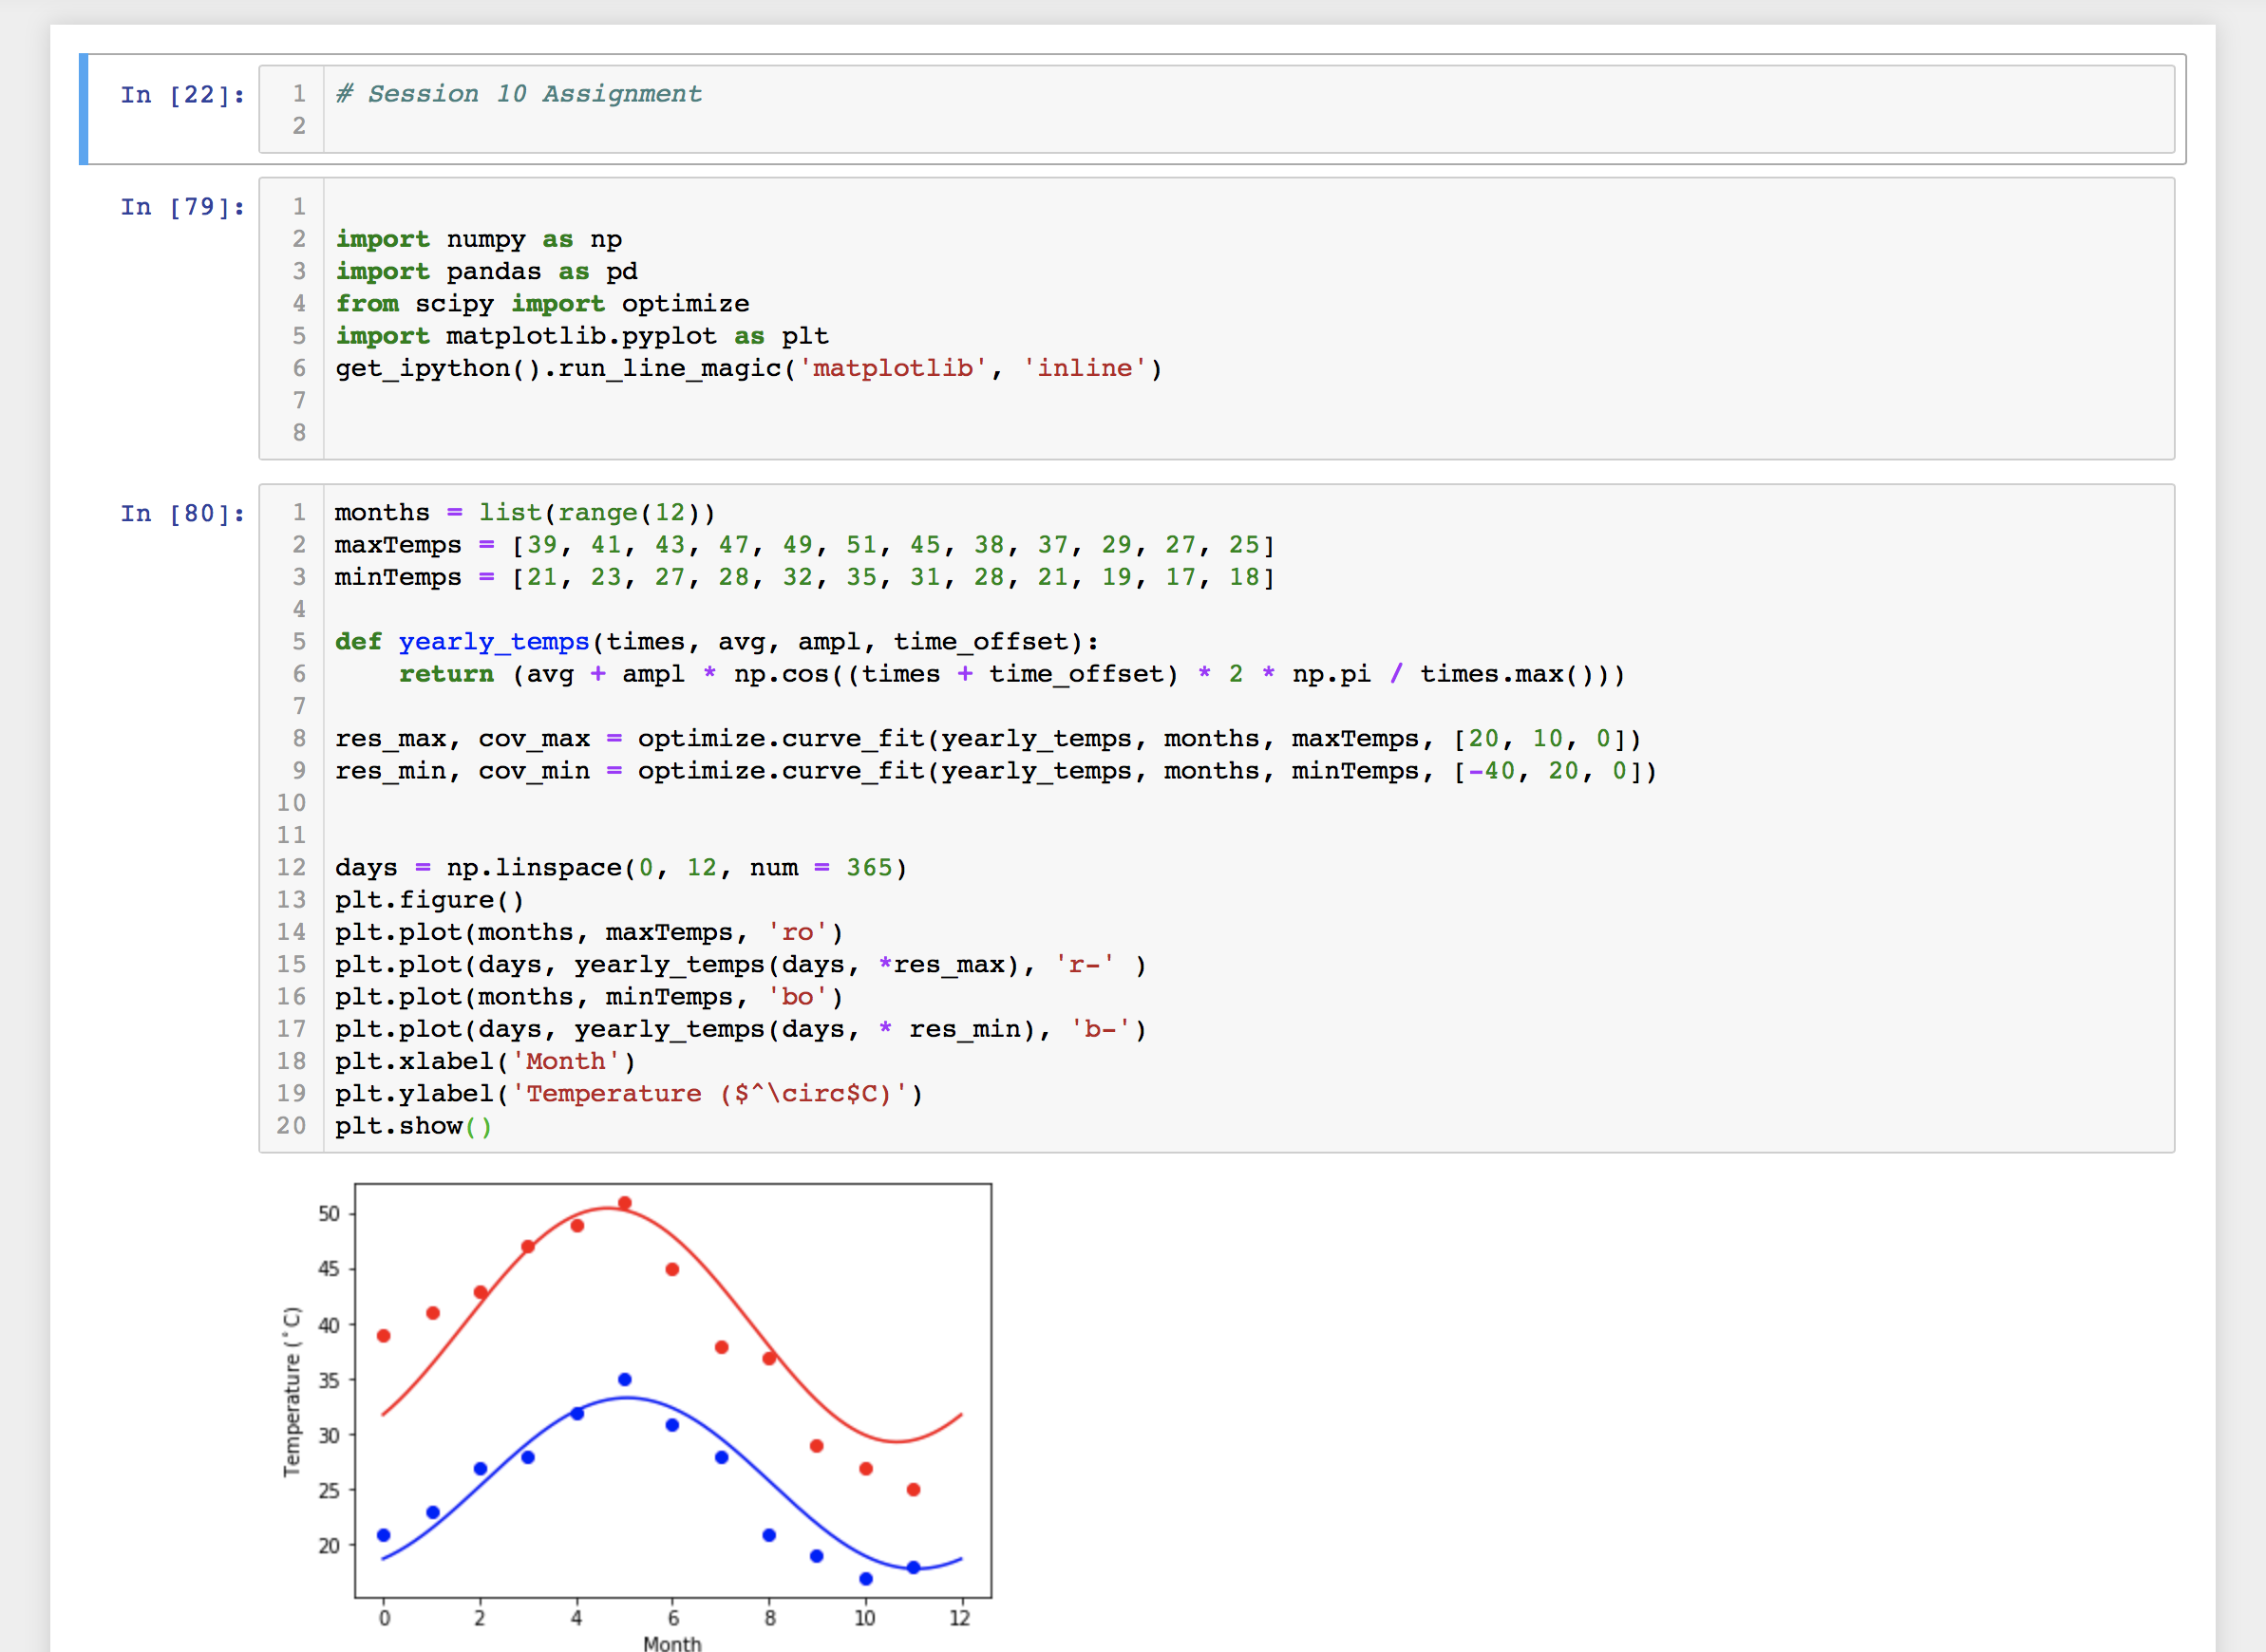 In [22]:
1 # Session 10 Assignment
2
In [79]:
1
2 import numpy as np
3 import pandas as pd
4 from scipy import optimize
5 import matplotlib.pyplot as plt
6 get_ipython().run_line_magic('matplotlib', 'inline')
7
8
In [80]:
1 months = list(range(12))
2 maxTemps = [39, 41, 43, 47, 49, 51, 45, 38, 37, 29, 27, 25]
3 minTemps = [21, 23, 27, 28, 32, 35, 31, 28, 21, 19, 17, 18]
4
5 def yearly_temps(times, avg, ampl, time_offset):
6     return (avg + ampl * np.cos((times + time_offset) * 2 * np.pi / times.max()))
7
8 res_max, cov_max = optimize.curve_fit(yearly_temps, months, maxTemps, [20, 10, 0])
9 res_min, cov_min = optimize.curve_fit(yearly_temps, months, minTemps, [-40, 20, 0])
10
11
12 days = np.linspace(0, 12, num = 365)
13 plt.figure()
14 plt.plot(months, maxTemps, 'ro')
15 plt.plot(days, yearly_temps(days, *res_max), 'r-' )
16 plt.plot(months, minTemps, 'bo')
17 plt.plot(days, yearly_temps(days, * res_min), 'b-')
18 plt.xlabel('Month')
19 plt.ylabel('Temperature ($^\circ$C)')
20 plt.show()
50
45
40
35
30
25
20
Temperature (°C)
0 2 4 6 8 10 12
Month